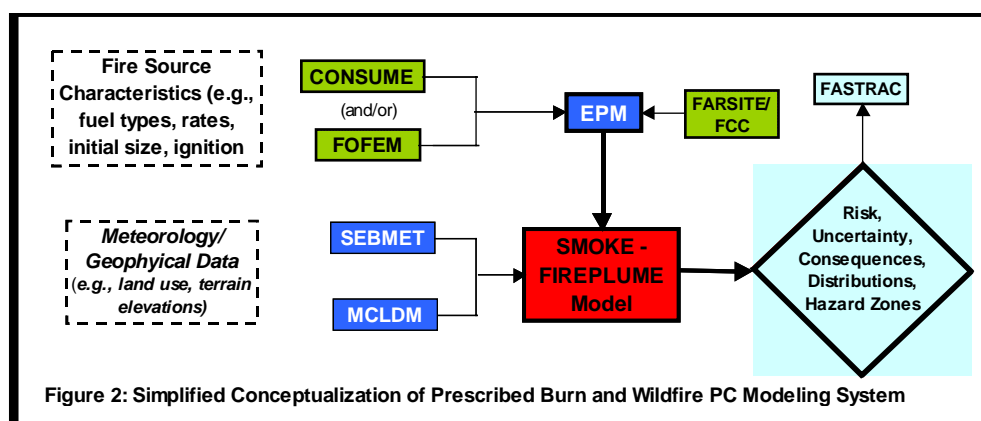 Fire Source
Characteristics (e.g.,
fuel types, rates,
initial size, ignition
CONSUME
(and/or)
FOFEM
EPM
FARSITE/
FCC
FASTRAC
Meteorology/
Geophyical Data
(e.g., land use, terrain
elevations)
SEBMET
MCLDM
SMOKE -
FIREPLUME
Model
Risk,
Uncertainty,
Consequences,
Distributions,
Hazard Zones
Figure 2: Simplified Conceptualization of Prescribed Burn and Wildfire PC Modeling System